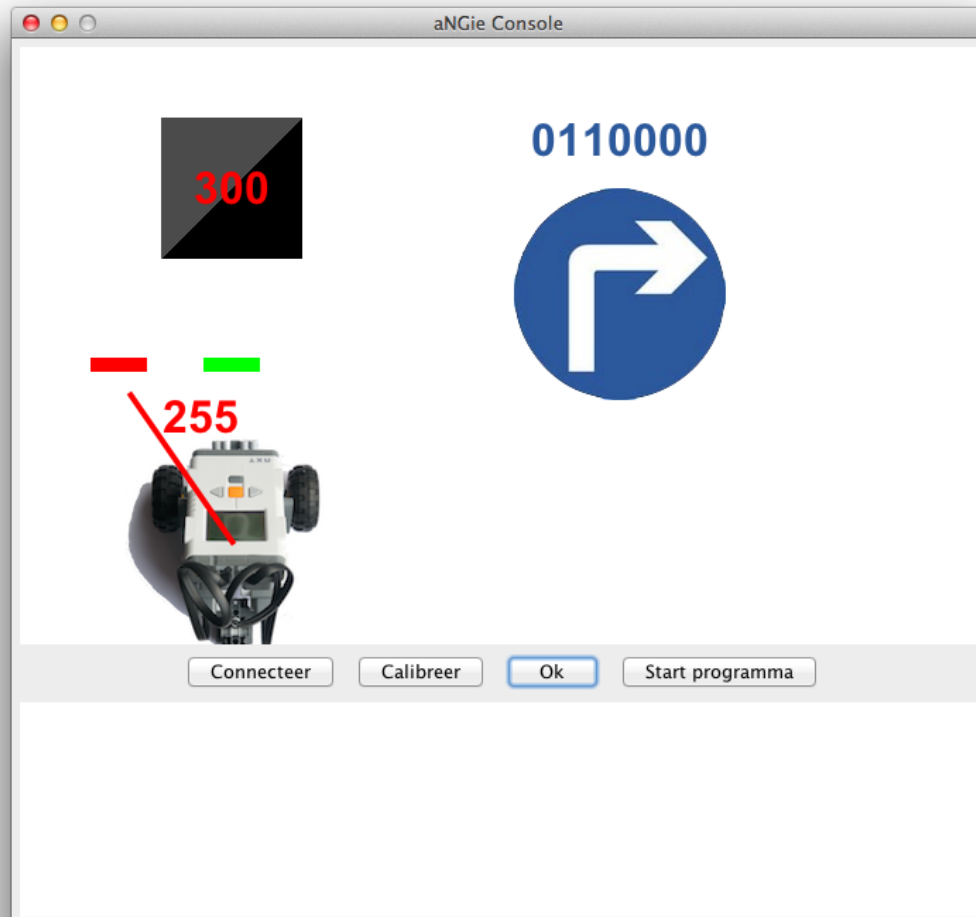 aNGie Console
0110000
300
255
Connecteer
Calibreer
Ok
Start programma